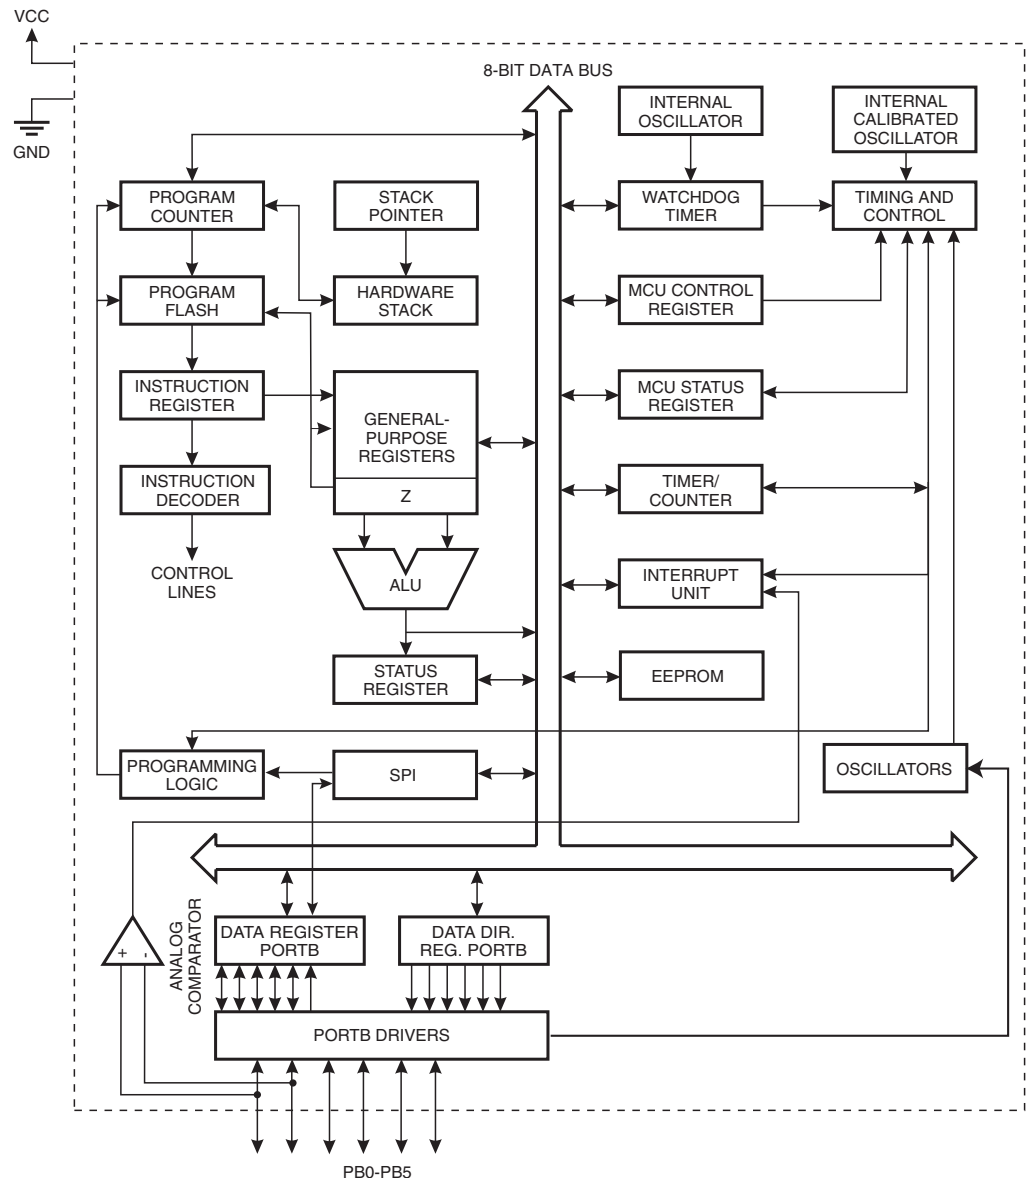 VCC
GND
8-BIT DATA BUS
INTERNAL
OSCILLATOR
INTERNAL
CALIBRATED
OSCILLATOR
PROGRAM
COUNTER
STACK
POINTER
WATCHDOG
TIMER
TIMING AND
CONTROL
PROGRAM
FLASH
HARDWARE
STACK
MCU CONTROL
REGISTER
INSTRUCTION
REGISTER
GENERAL-
PURPOSE
REGISTERS
Z
MCU STATUS
REGISTER
INSTRUCTION
DECODER
TIMER/
COUNTER
CONTROL
LINES
ALU
INTERRUPT
UNIT
STATUS
REGISTER
EEPROM
PROGRAMMING
LOGIC
SPI
OSCILLATORS
ANALOG
COMPARATOR
+
-
DATA REGISTER
PORTB
DATA DIR.
REG. PORTB
PORTB DRIVERS
PB0-PB5